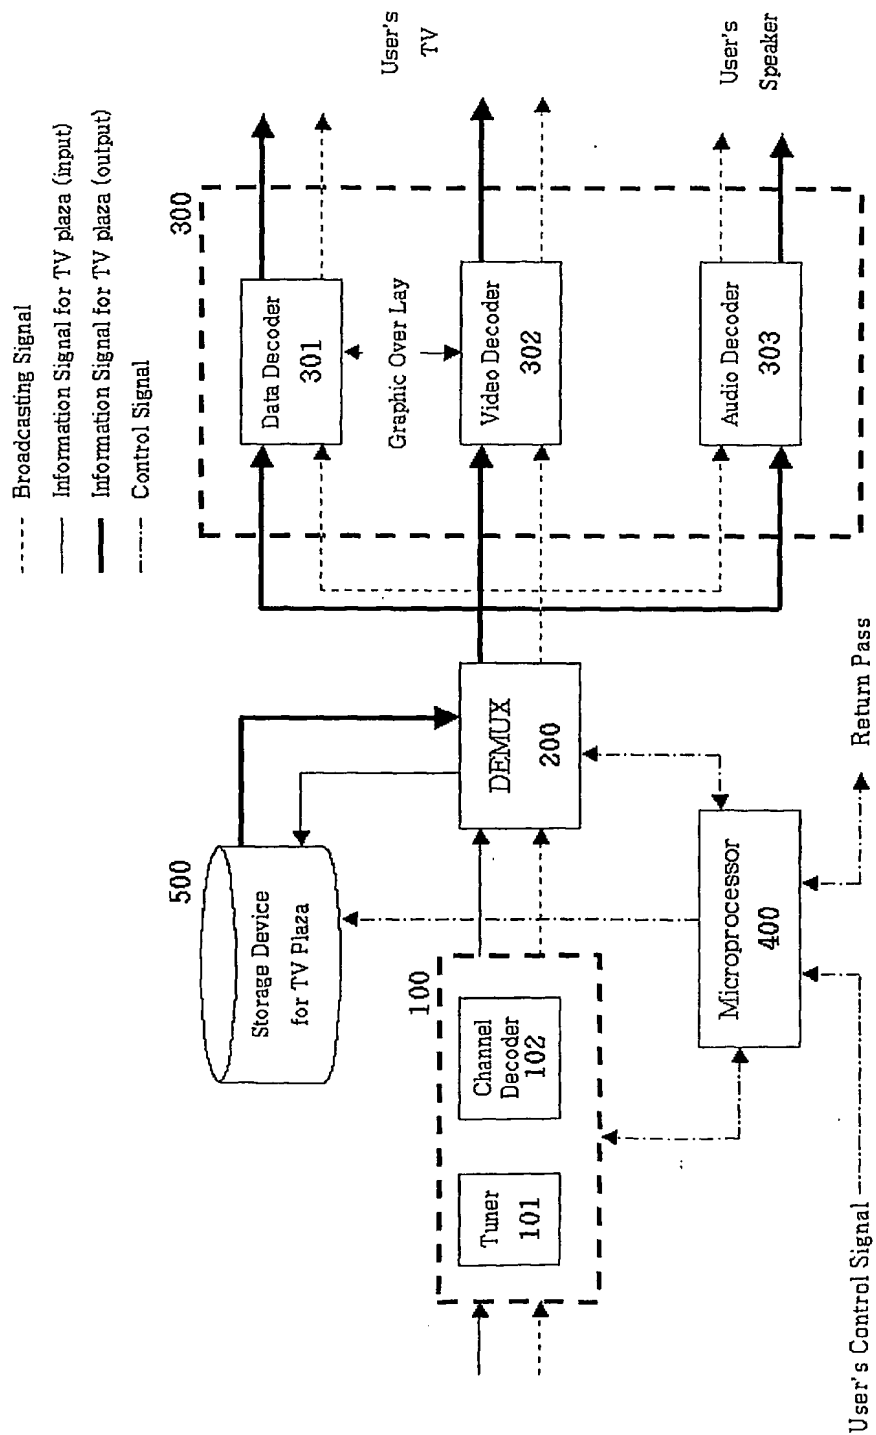 ---- Broadcasting Signal
Information Signal for TV plaza (input)
Information Signal for TV plaza (output)
Control Signal
500
Storage Device
for TV Plaza
300
Data Decoder
301
User's
TV
Graphic Over Lay
100
Tuner
101
Channel
Decoder
102
DEMUX
200
Video Decoder
302
Microprocessor
400
Audio Decoder
303
User's
Speaker
User's Control Signal
Return Pass